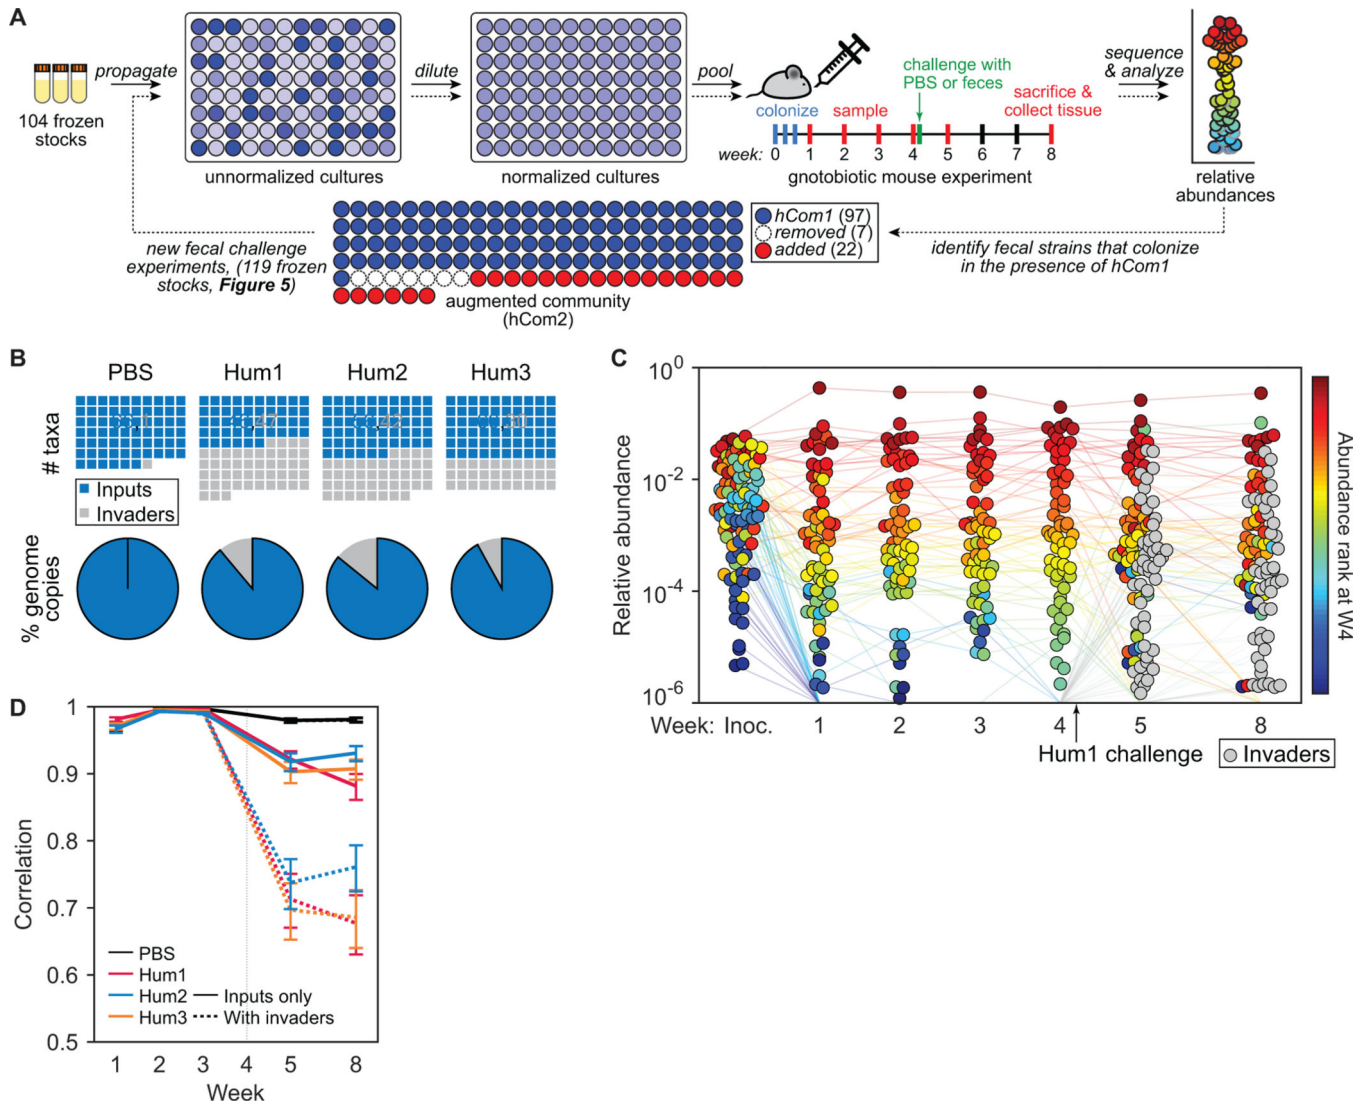 A
104 frozen
stocks
propagate
unnormalized cultures
dilute
normalized cultures
pool
challenge with
PBS or feces
colonize
sample
sacrifice &
collect tissue
week: 0 1 2 3 4 5 6 7 8
gnotobiotic mouse experiment
sequence
& analyze
relative
abundances
new fecal challenge
experiments, (119 frozen
stocks, Figure 5)
hCom1 (97)
removed (7)
added (22)
augmented community
(hCom2)
identify fecal strains that colonize
in the presence of hCom1
B
PBS Hum1 Hum2 Hum3
# taxa
Inputs
Invaders
% genome
copies
C
Relative abundance
10^0
10^-2
10^-4
10^-6
Week: Inoc. 1 2 3 4 5 8
Hum1 challenge
Invaders
Abundance rank at W4
D
Correlation
1
0.9
0.8
0.7
0.6
0.5
PBS
Hum1
Hum2
Hum3
Inputs only
With invaders
1 2 3 4 5 8
Week